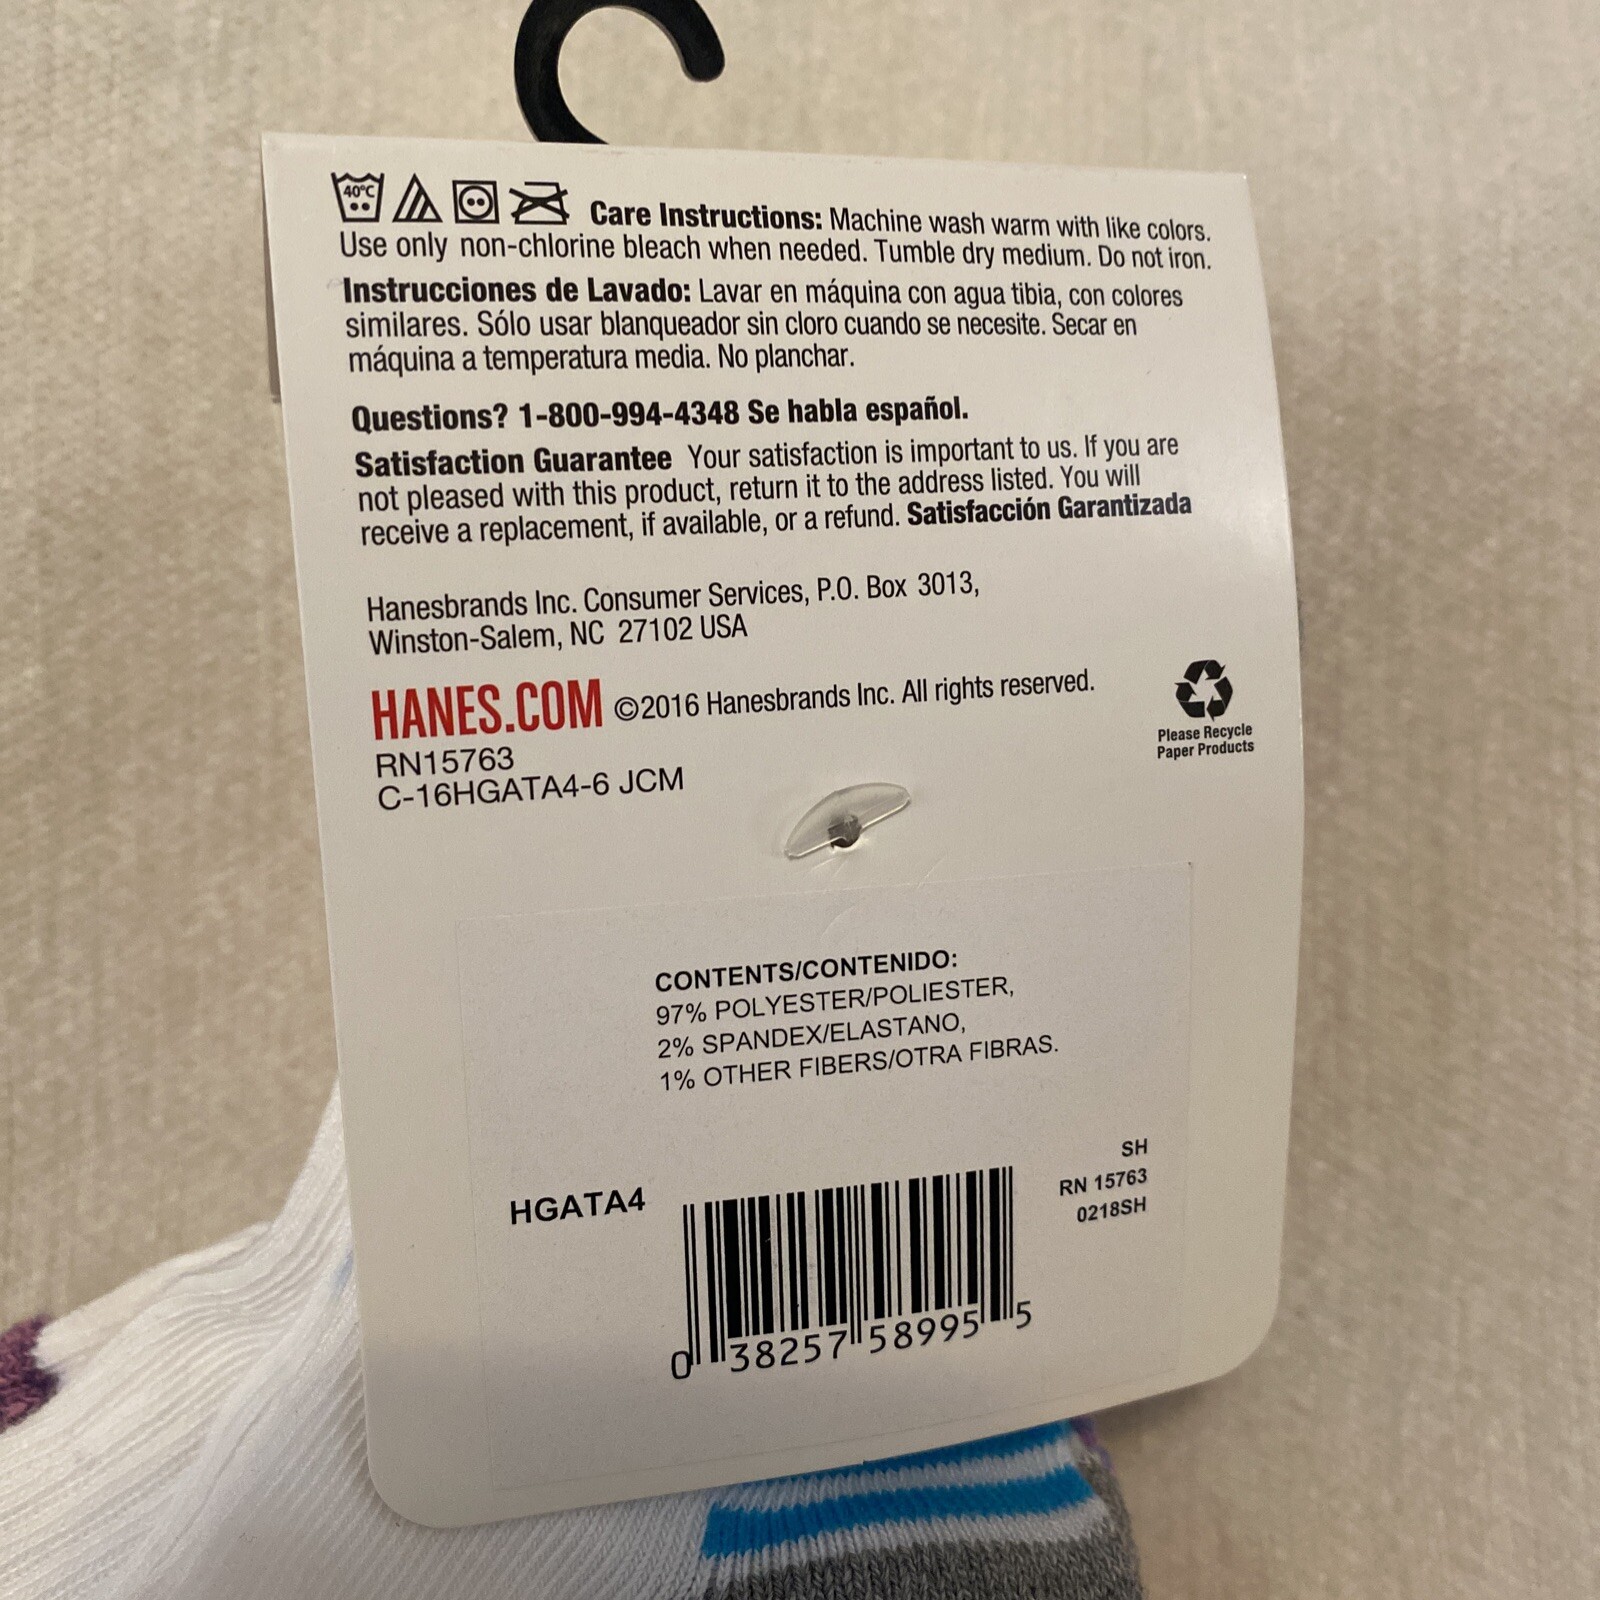 40°C
Care Instructions: Machine wash warm with like colors.
Use only non-chlorine bleach when needed. Tumble dry medium. Do not iron.
Instrucciones de Lavado: Lavar en máquina con agua tibia, con colores
similares. Sólo usar blanqueador sin cloro cuando se necesite. Secar en
máquina a temperatura media. No planchar.
Questions? 1-800-994-4348 Se habla español.
Satisfaction Guarantee Your satisfaction is important to us. If you are
not pleased with this product, return it to the address listed. You will
receive a replacement, if available, or a refund. Satisfacción Garantizada
Hanesbrands Inc. Consumer Services, P.O. Box 3013,
Winston-Salem, NC 27102 USA
HANES.COM ©2016 Hanesbrands Inc. All rights reserved.
RN15763
C-16HGATA4-6 JCM
Please Recycle
Paper Products
CONTENTS/CONTENIDO:
97% POLYESTER/POLIESTER,
2% SPANDEX/ELASTANO,
1% OTHER FIBERS/OTRA FIBRAS.
HGATA4
SH
RN 15763
0218SH
0 38257 58995 5